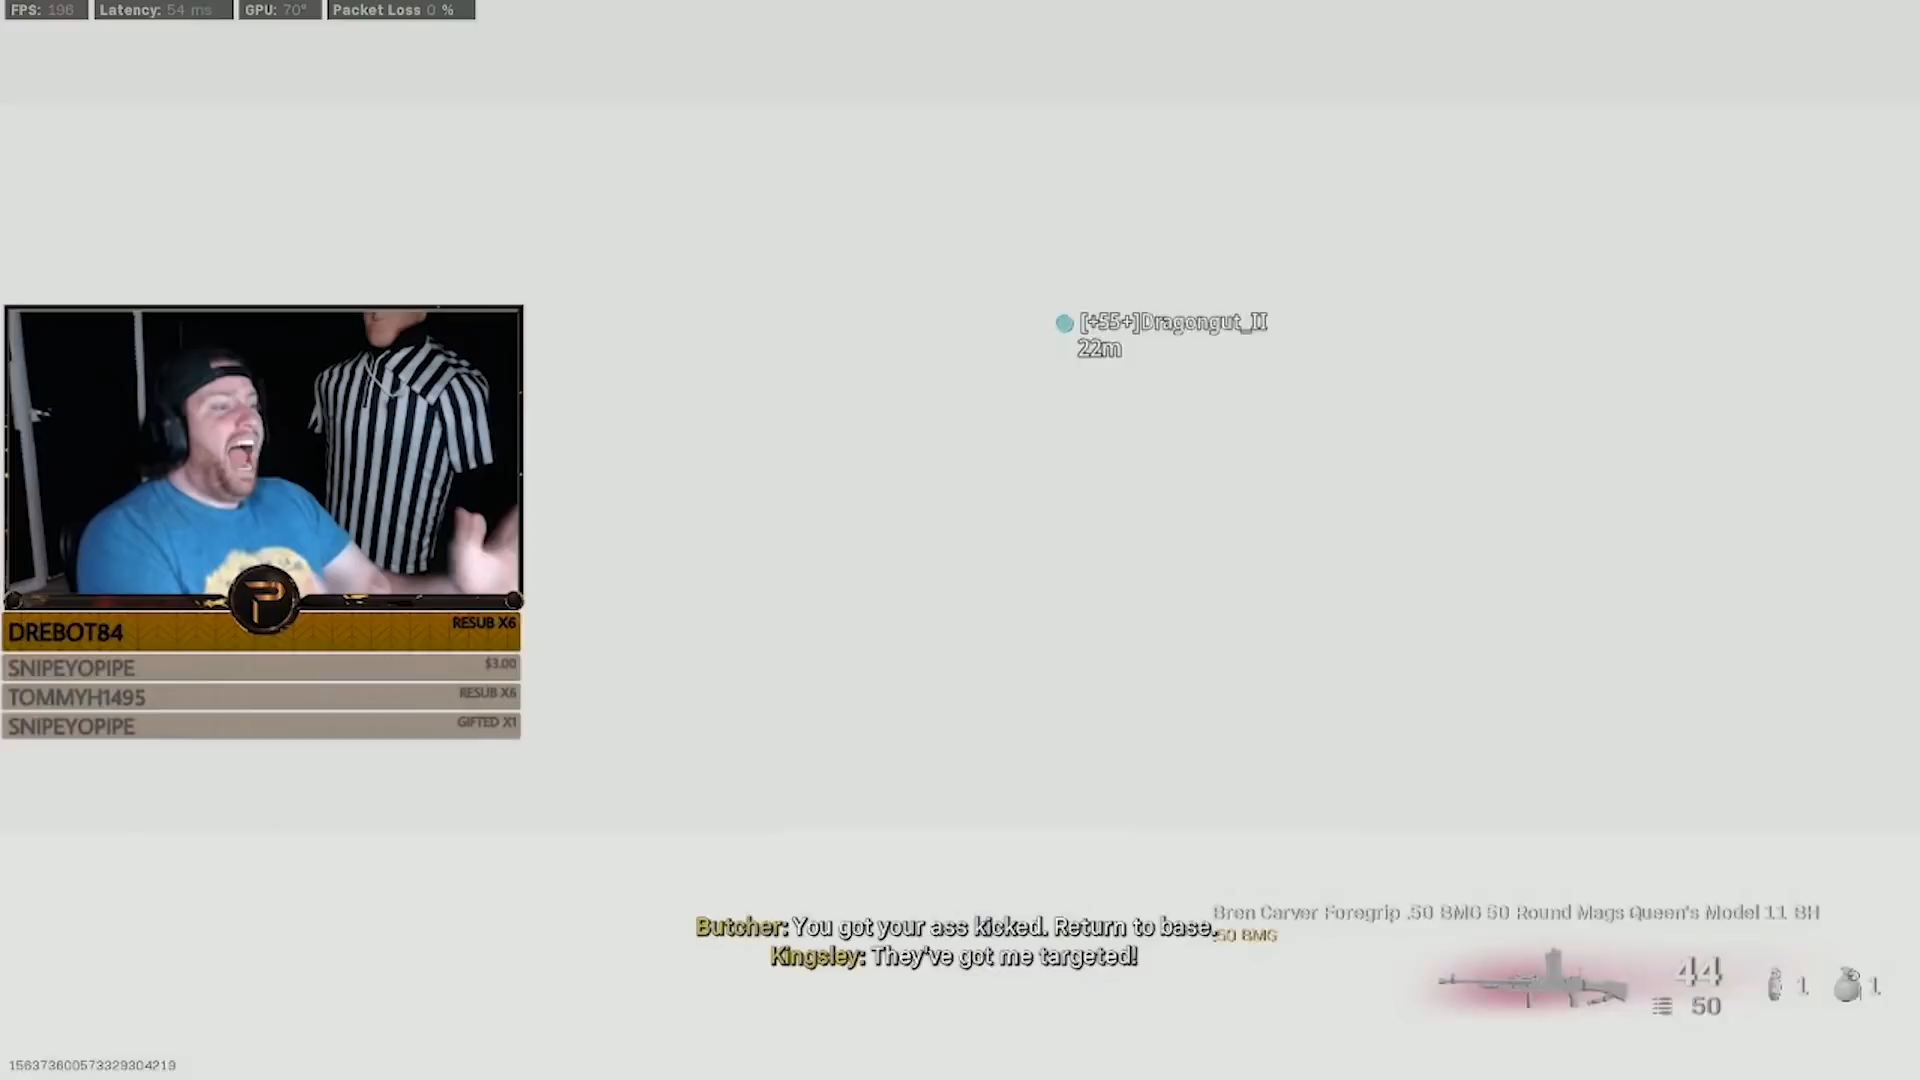 FPS: 196 Latency: 54 ms GPU: 70° Packet Loss 0 %
[+55+]Dragongut_II
22m
P
DREBOT84 RESUB X6
SNIPEYOPIPE $3.00
TOMMYH1495 RESUB X6
SNIPEYOPIPE GIFTED X1
Bren Carver Foregrip .50 BMG 50 Round Mags Queen's Model 11 BH
.50 BMG
Butcher: You got your ass kicked. Return to base.
Kingsley: They've got me targeted!
44
50
1
1
156373600573329304219